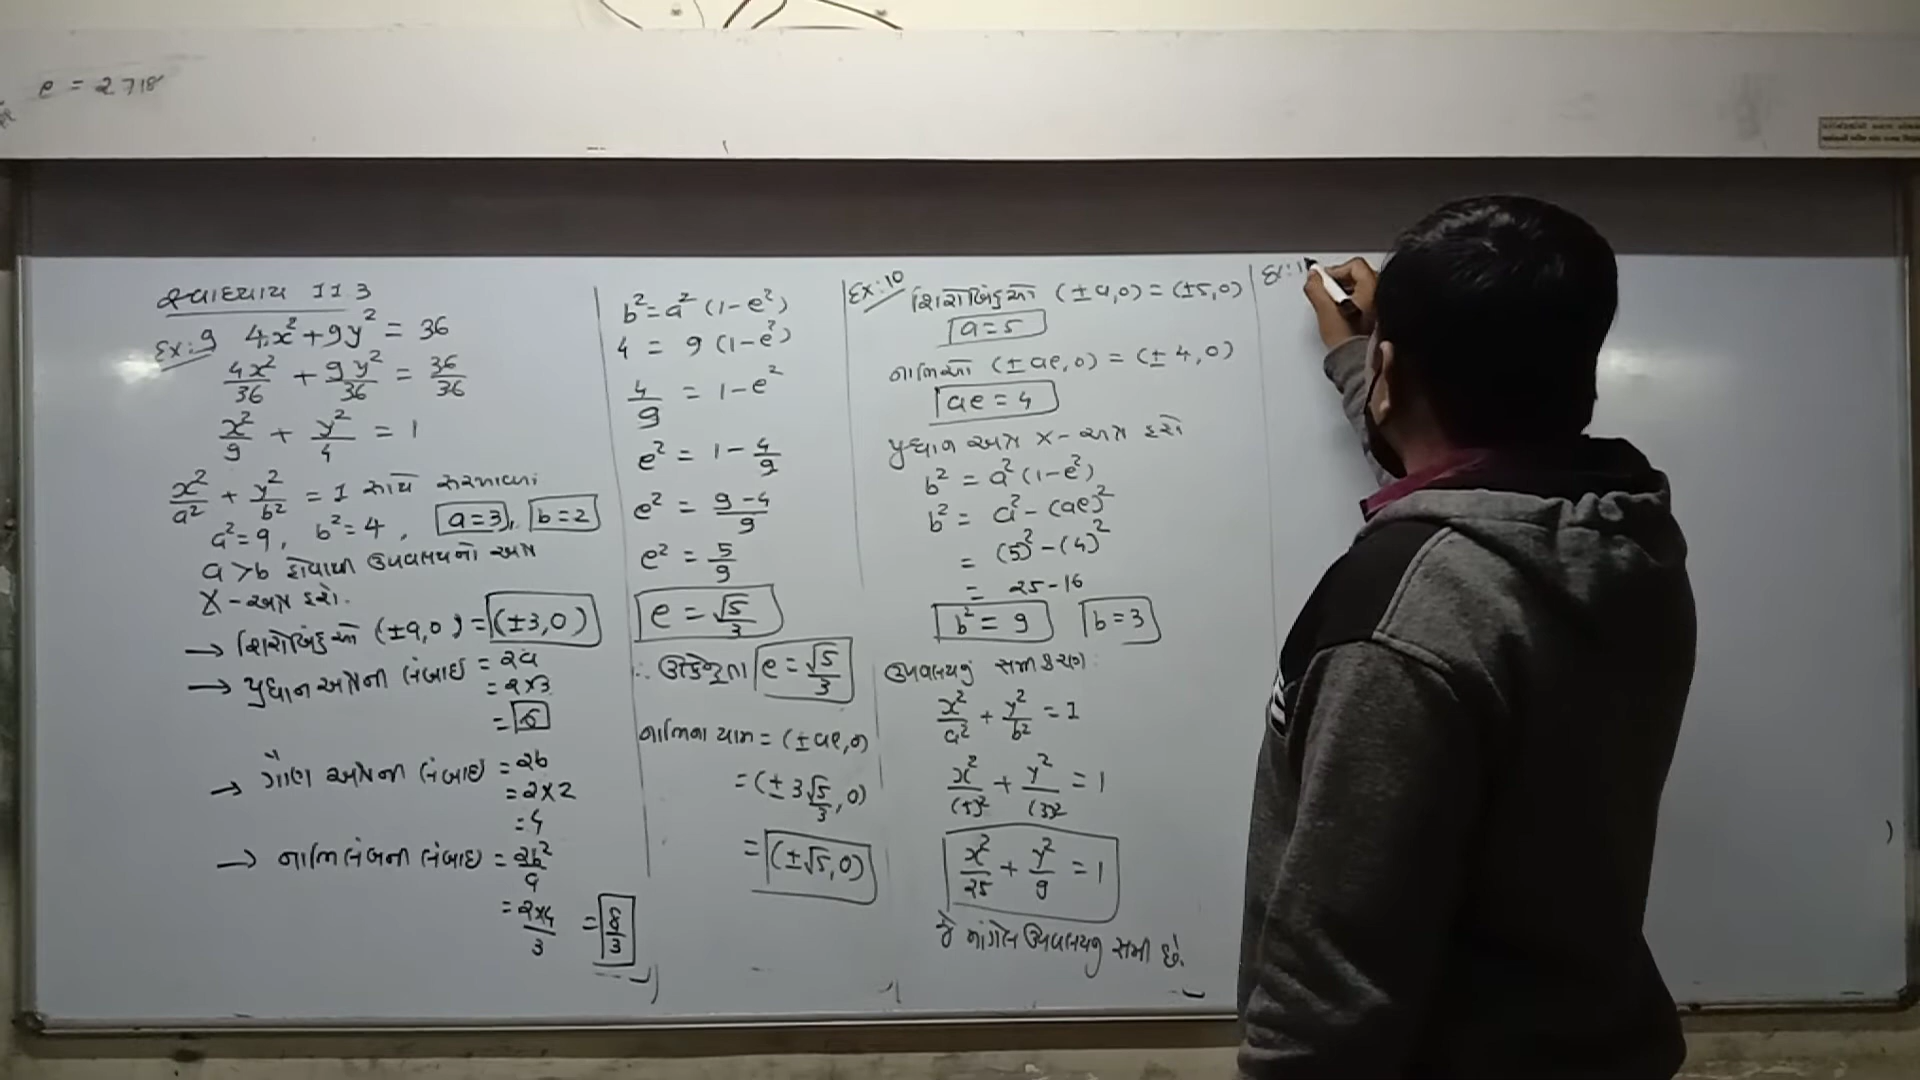 e = 2.718
સ્વાધ્યાય 11.3
Ex: 9 4x² + 9y² = 36
4x²/36 + 9y²/36 = 36/36
x²/9 + y²/4 = 1
x²/a² + y²/b² = 1 સાથે સરખાવતાં
a² = 9, b² = 4, a = 3, b = 2
a > b હોવાથી ઉપવલયનો અક્ષ
X - અક્ષ હશે.
→ શિરોબિંદુઓ (±a, 0) = (±3, 0)
→ પ્રધાન અક્ષની લંબાઇ = 2a
= 2×3
= 6
→ ગૌણ અક્ષની લંબાઇ = 2b
= 2×2
= 4
→ નાભિલંબની લંબાઇ = 2b²/a
= 2×4/3 = 8/3
b² = a² (1 - e²)
4 = 9 (1 - e²)
4/9 = 1 - e²
e² = 1 - 4/9
e² = 9-4/9
e² = 5/9
e = √5/3
∴ ઉત્કેન્દ્રતા e = √5/3
નાભિના યામ = (±ae, 0)
= (± 3√5/3, 0)
= (±√5, 0)
Ex: 10
શિરોબિંદુઓ (±a, 0) = (±5, 0)
a = 5
નાભિઓ (±ae, 0) = (±4, 0)
ae = 4
પ્રધાન અક્ષ X - અક્ષ હશે
b² = a² (1 - e²)
b² = a² - (ae)²
= (5)² - (4)²
= 25 - 16
b² = 9 b = 3
ઉપવલયનું સમીકરણ:
x²/a² + y²/b² = 1
x²/(5)² + y²/(3)² = 1
x²/25 + y²/9 = 1
જે માંગેલ ઉપવલયનું સમી છે.
Ex: 1